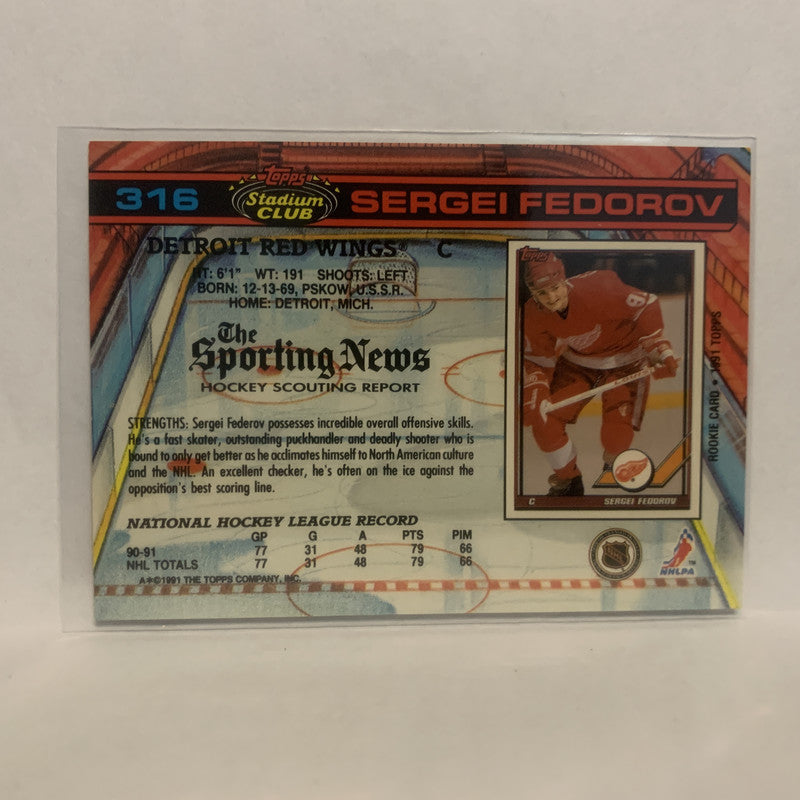 316
Topps
Stadium
CLUB
SERGEI FEDOROV
DETROIT RED WINGS® C
HT: 6'1" WT: 191 SHOOTS: LEFT
BORN: 12-13-69, PSKOW, U.S.S.R.
HOME: DETROIT, MICH.
The
Sporting News
HOCKEY SCOUTING REPORT
STRENGTHS: Sergei Federov possesses incredible overall offensive skills.
He's a fast skater, outstanding puckhandler and deadly shooter who is
bound to only get better as he acclimates himself to North American culture
and the NHL. An excellent checker, he's often on the ice against the
opposition's best scoring line.
NATIONAL HOCKEY LEAGUE RECORD
GP G A PTS PIM
90-91 77 31 48 79 66
NHL TOTALS 77 31 48 79 66
A✱©1991 THE TOPPS COMPANY, INC.
Topps
C SERGEI FEDOROV
ROOKIE CARD • 1991 TOPPS
NHL
NHLPA ™